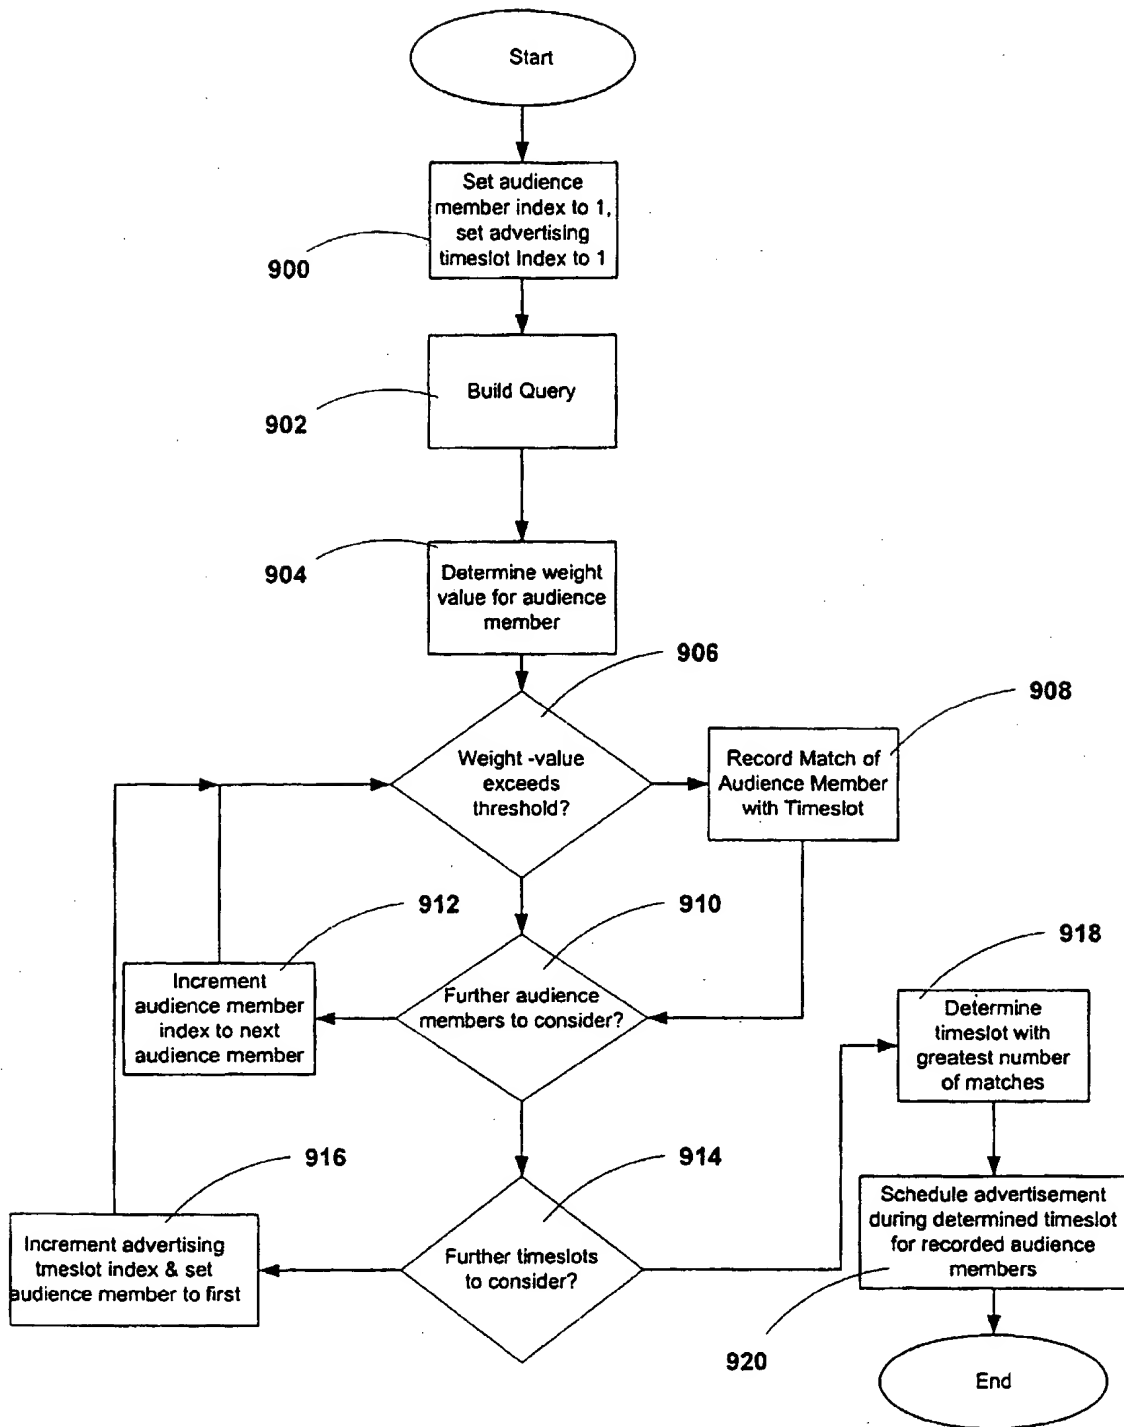 Start
Set audience
member index to 1,
set advertising
timeslot Index to 1
900
Build Query
902
904
Determine weight
value for audience
member
906
908
Weight -value
exceeds
threshold?
Record Match of
Audience Member
with Timeslot
912
910
918
Increment
audience member
index to next
audience member
Further audience
members to consider?
Determine
timeslot with
greatest number
of matches
916
914
Increment advertising
tmeslot index & set
audience member to first
Further timeslots
to consider?
Schedule advertisement
during determined timeslot
for recorded audience
members
920
End